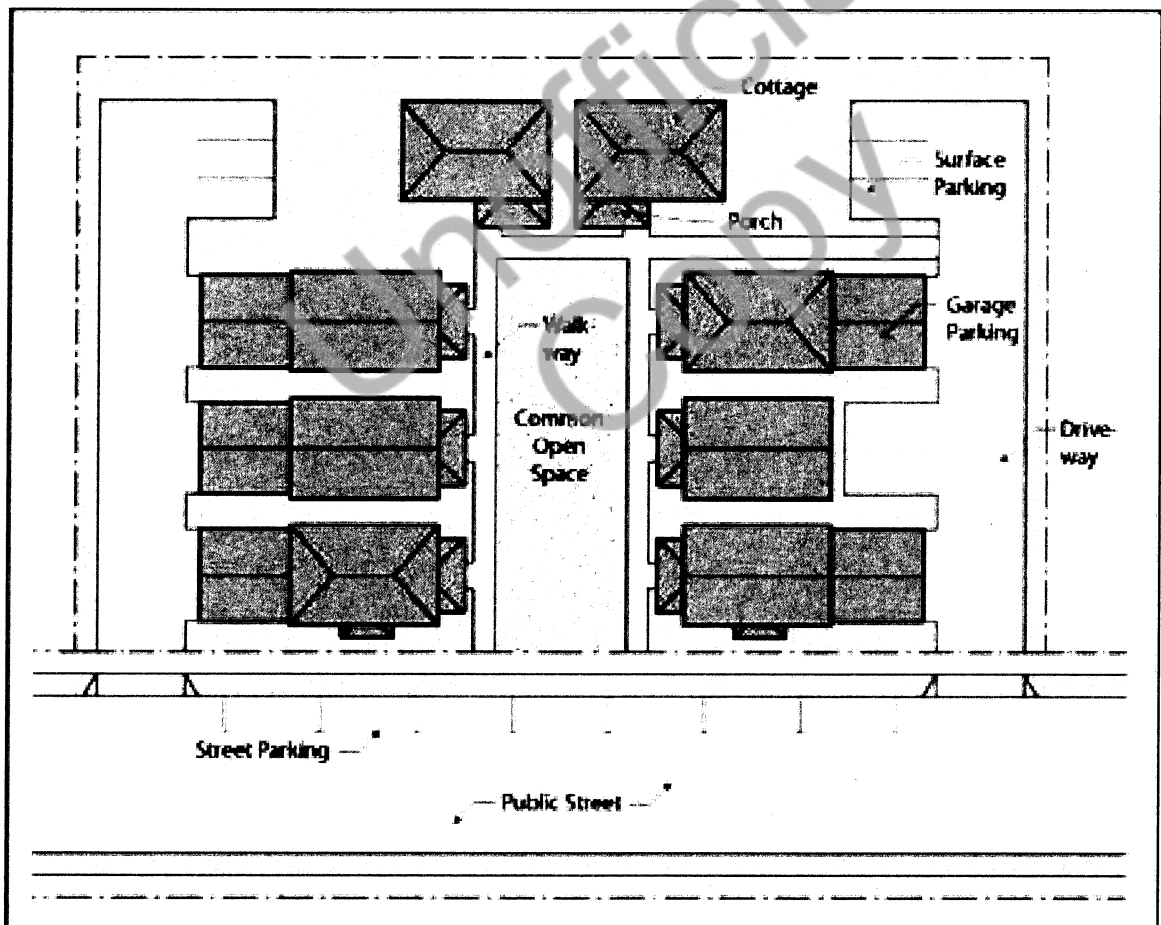 Unofficial
Copy
Cottage
Surface
Parking
Porch
Garage
Parking
Walk-
way
Common
Open
Space
Drive-
way
Street Parking
Public Street